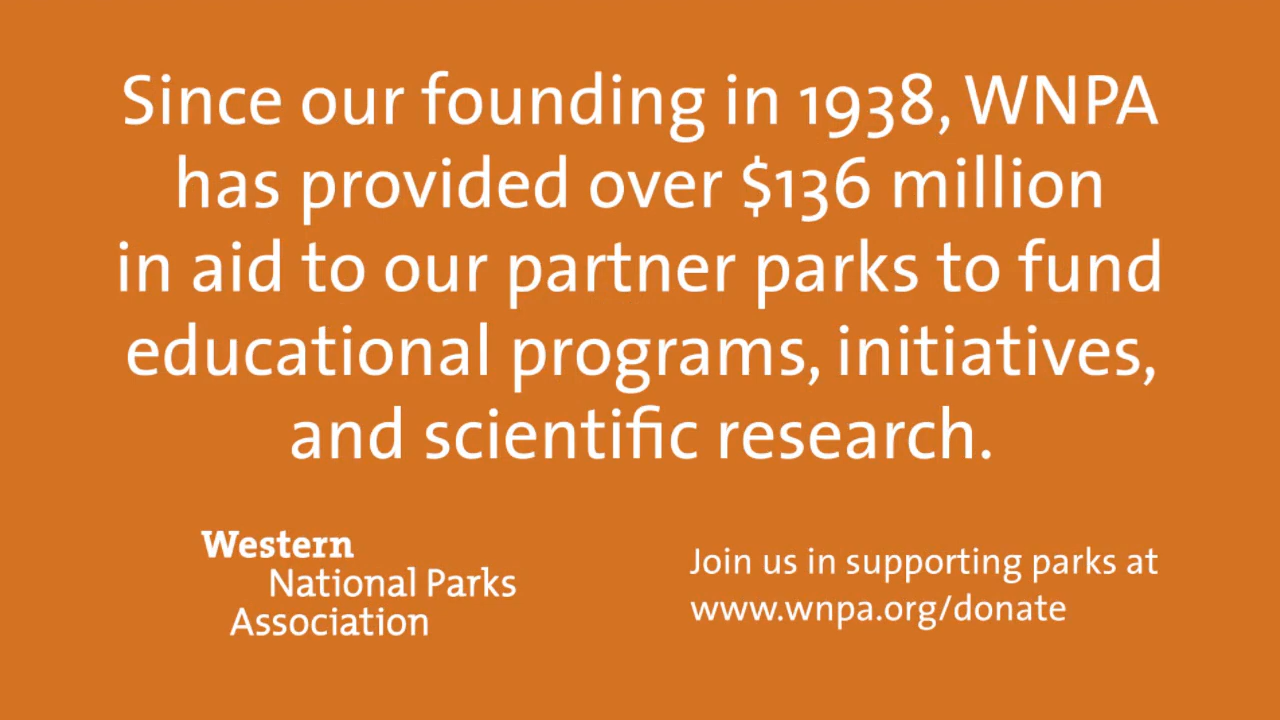 Since our founding in 1938, WNPA
has provided over $136 million
in aid to our partner parks to fund
educational programs, initiatives,
and scientific research.
Western
National Parks
Association
Join us in supporting parks at
www.wnpa.org/donate